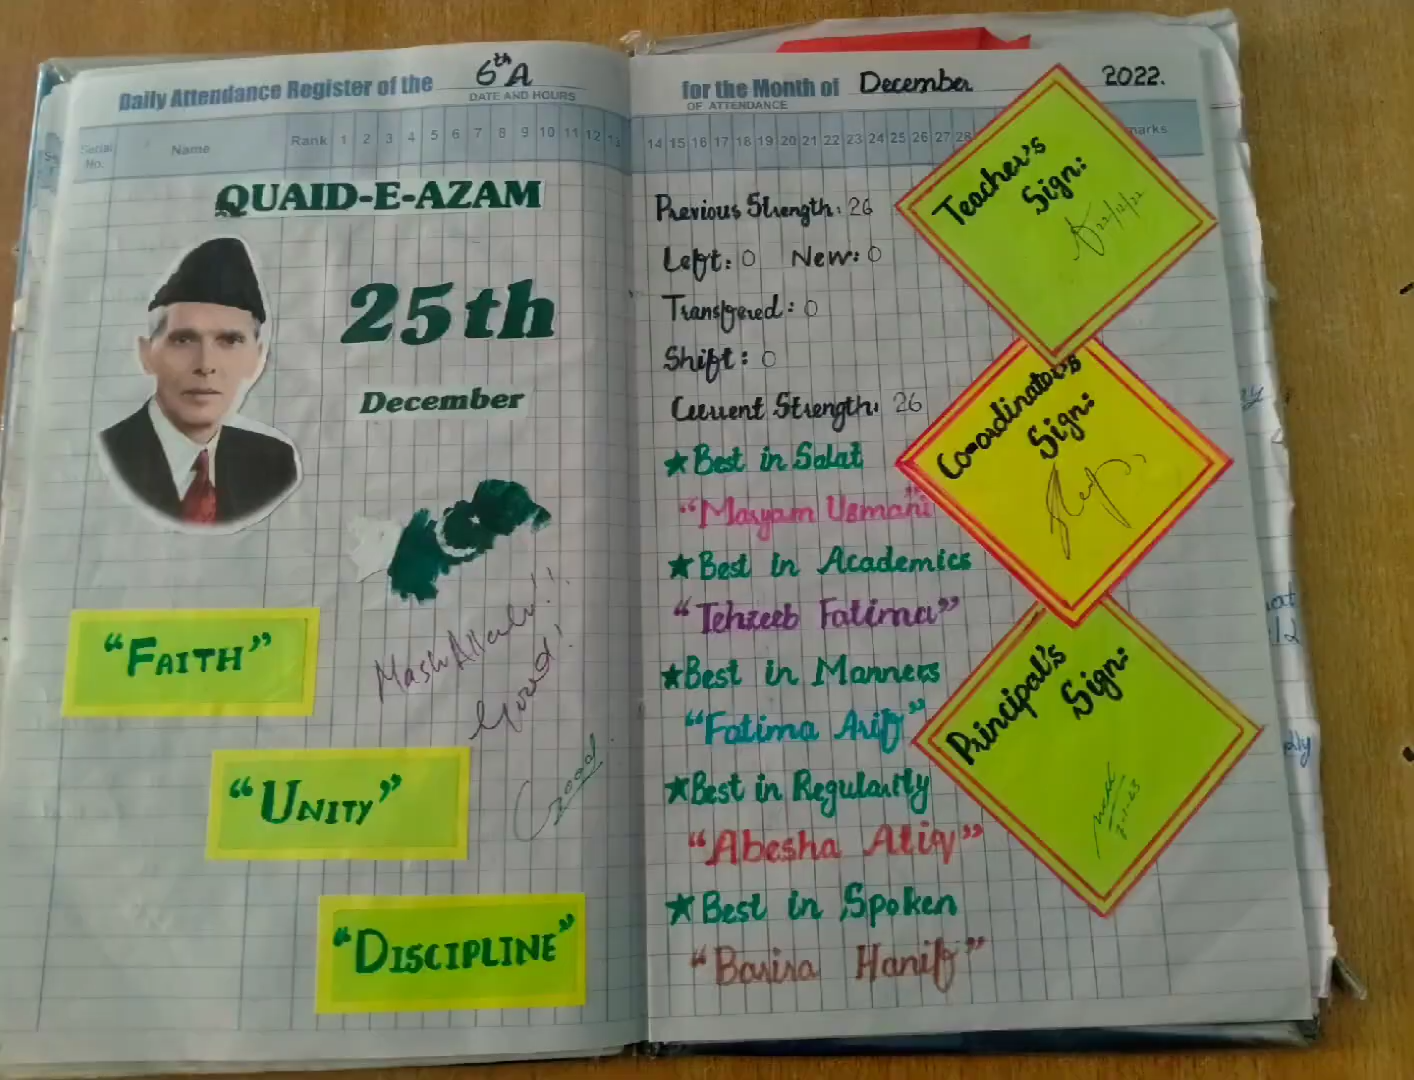 Daily Attendance Register of the 6th A
DATE AND HOURS
Serial No. Name Rank 1 2 3 4 5 6 7 8 9 10 11 12 13
QUAID-E-AZAM
25th
December
MashAllah!!
Good!
Good.
"FAITH"
"UNITY"
"DISCIPLINE"
for the Month of December 2022.
OF ATTENDANCE
14 15 16 17 18 19 20 21 22 23 24 25 26 27 28 marks
Previous Strength: 26
Left: 0 New: 0
Transfered: 0
Shift: 0
Current Strength: 26
★Best in Salat
"Maryam Usmani"
★Best in Academics
"Tehzeeb Fatima"
★Best in Manners
"Fatima Arif"
★Best in Regularity
"Abesha Atiq"
★Best in Spoken
"Barira Hanif"
Teacher's
Sign:
22/12/22
Co-ordinator's
Sign:
Principal's
Sign: